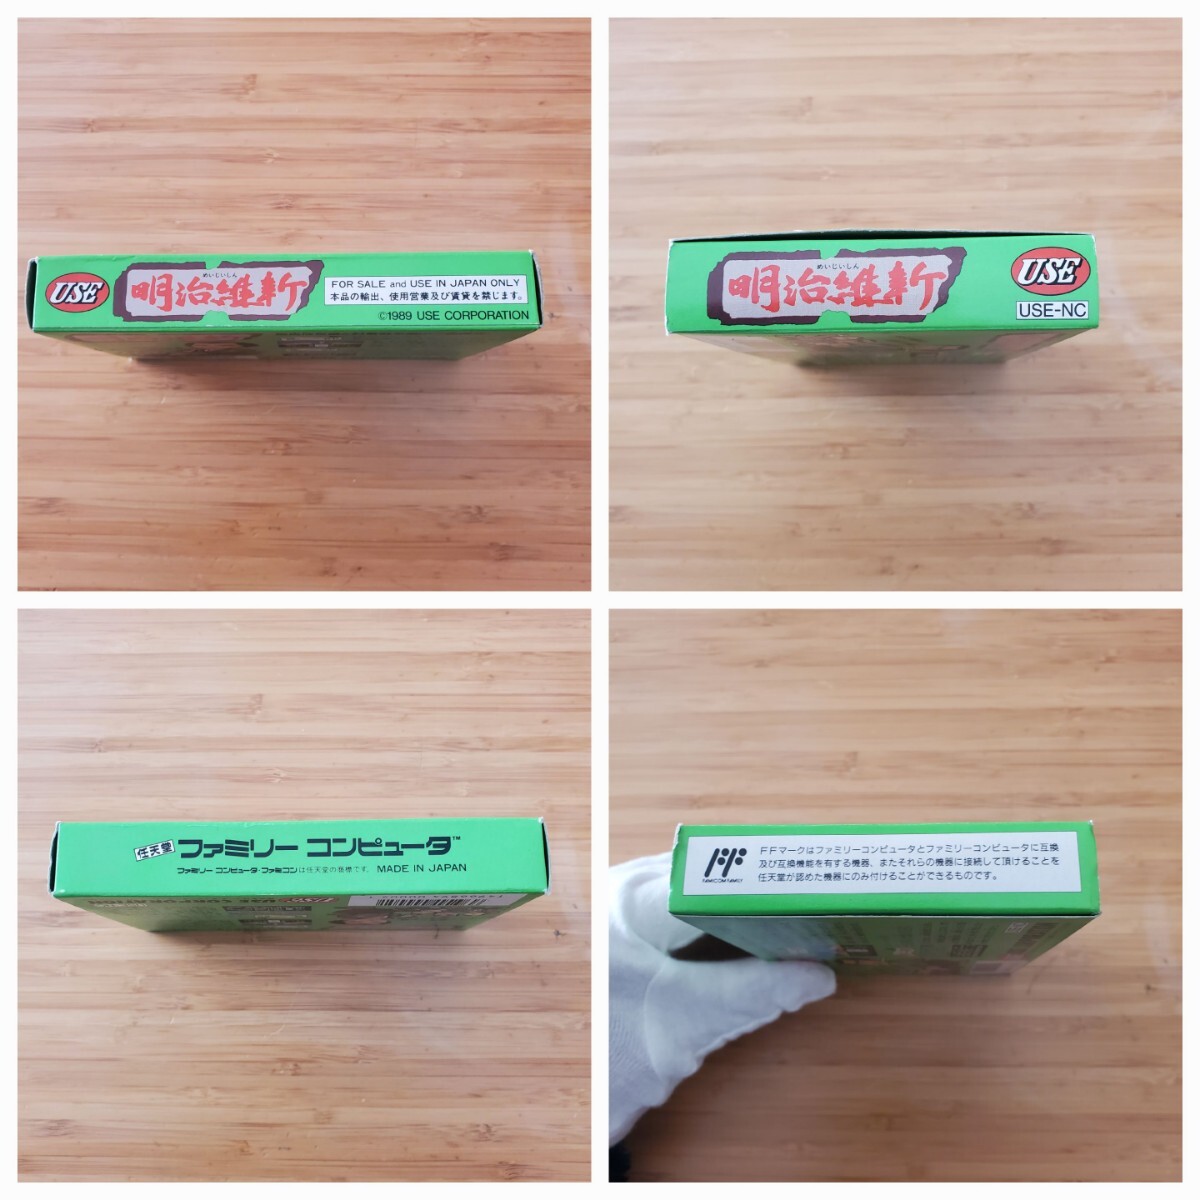 USE
めいじいしん
明治維新
FOR SALE and USE IN JAPAN ONLY
本品の輸出、使用営業及び賃貸を禁じます。
©1989 USE CORPORATION
めいじいしん
明治維新
USE
USE-NC
任天堂 ファミリー コンピュータ™
ファミリー コンピュータ・ファミコンは任天堂の商標です。 MADE IN JAPAN
USE CORPORATION
FF
FAMICOM FAMILY
FFマークはファミリーコンピュータとファミリーコンピュータに互換
及び互換機能を有する機器、またそれらの機器に接続して頂けることを
任天堂が認めた機器にのみ付けることができるものです。